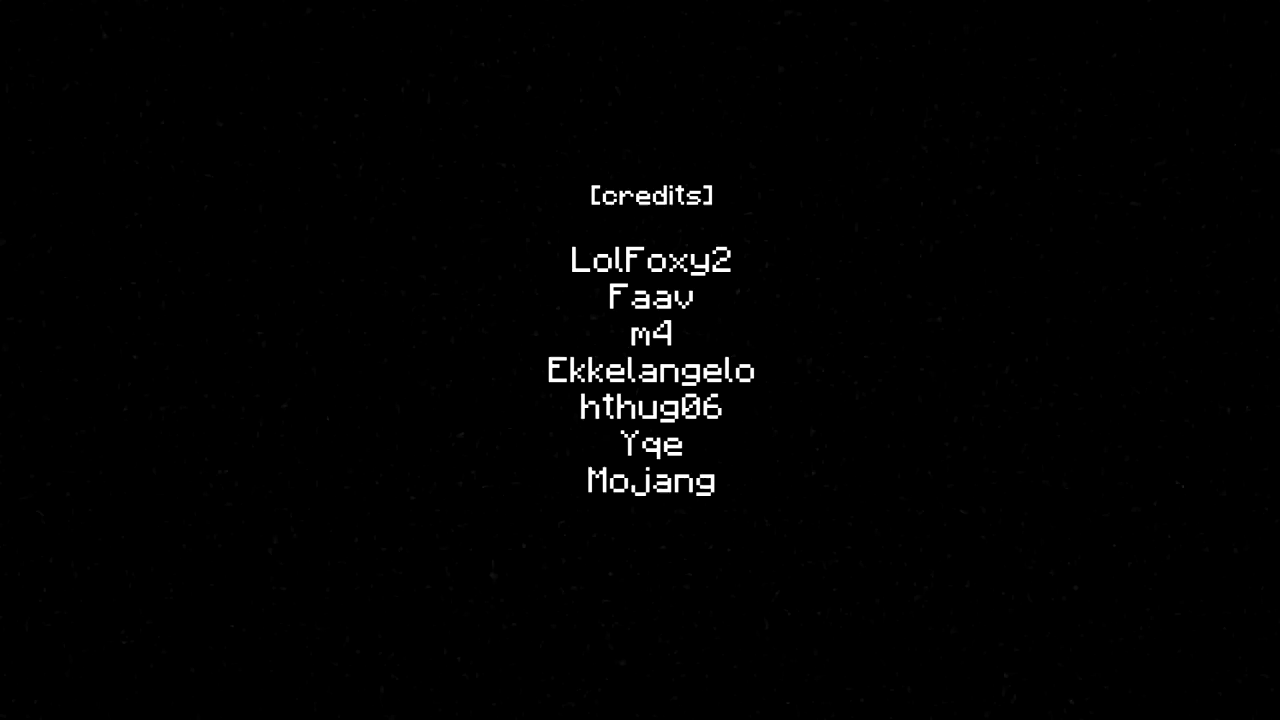 [credits]
LolFoxy2
Faav
m4
Ekkelangelo
hthug06
Yqe
Mojang